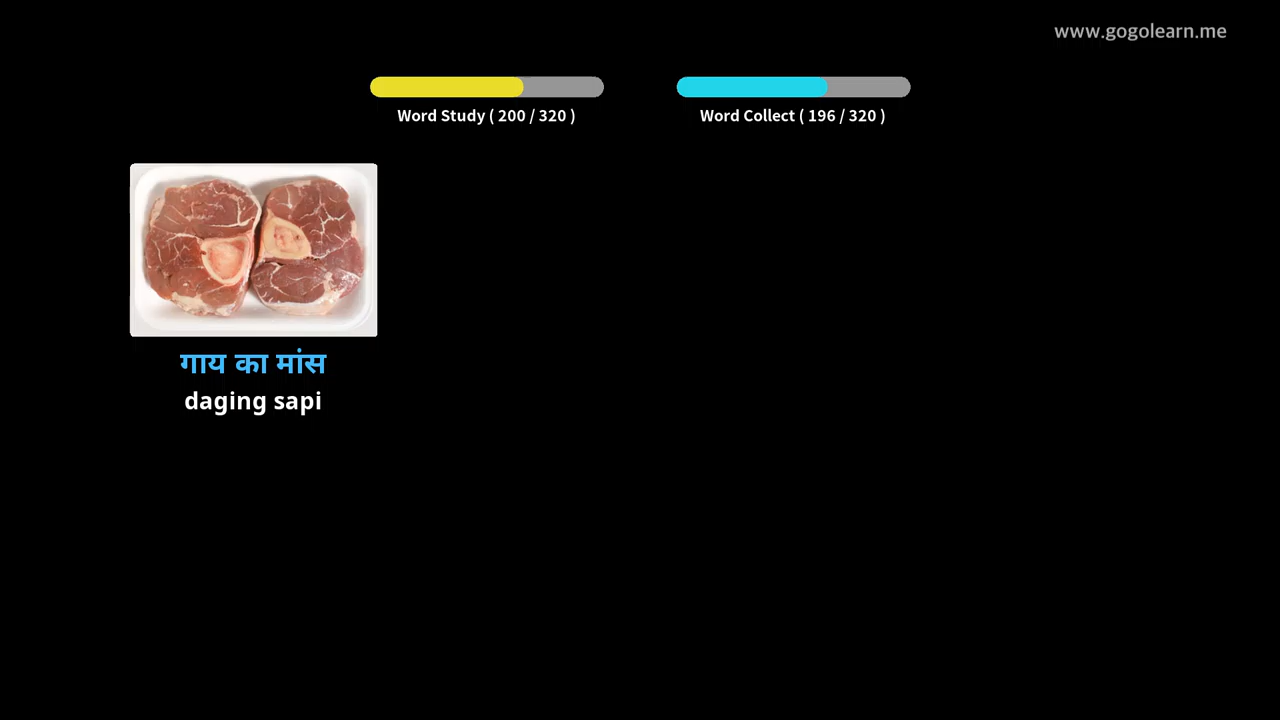 www.gogolearn.me
Word Study ( 200 / 320 )
Word Collect ( 196 / 320 )
गाय का मांस
daging sapi